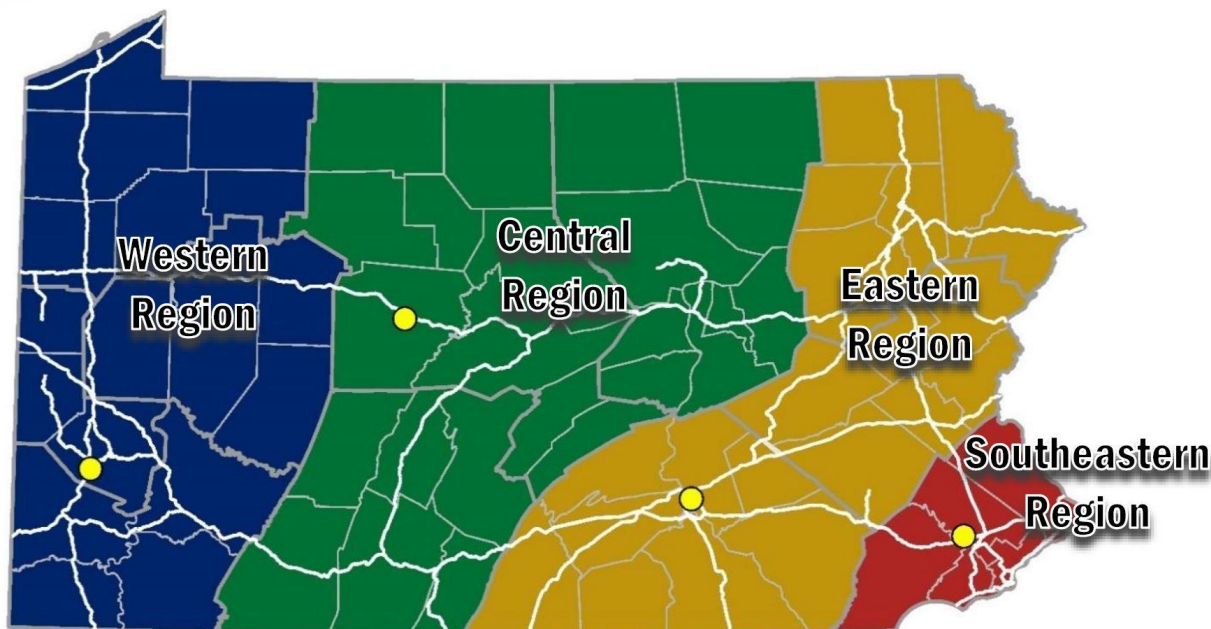 Western
Region
Central
Region
Eastern
Region
Southeastern
Region